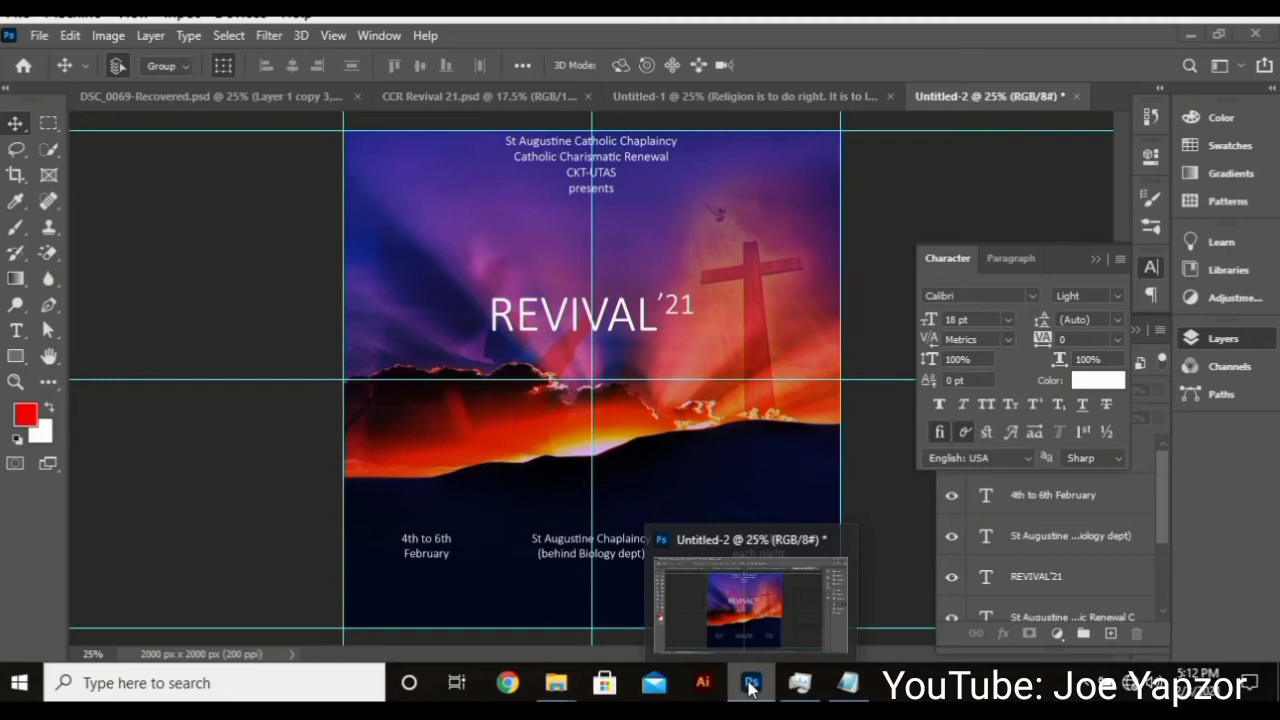 File Edit Image Layer Type Select Filter 3D View Window Help
Group 3D Mode:
DSC_0069-Recovered.psd @ 25% (Layer 1 copy 3,...
CCR Revival 21.psd @ 17.5% (RGB/1...
Untitled-1 @ 25% (Religion is to do right. It is to l...
Untitled-2 @ 25% (RGB/8#) *
St Augustine Catholic Chaplaincy
Catholic Charismatic Renewal
CKT-UTAS
presents
REVIVAL'21
4th to 6th
February
St Augustine Chaplaincy
(behind Biology dept)
each night
Untitled-2 @ 25% (RGB/8#) *
Character Paragraph
Calibri Light
18 pt (Auto)
Metrics 0
100% 100%
0 pt Color:
English: USA Sharp
Color
Swatches
Gradients
Patterns
Learn
Libraries
Adjustme...
Layers
Channels
Paths
4th to 6th February
St Augustine ...iology dept)
REVIVAL'21
St Augustine ...ic Renewal C
25% 2000 px x 2000 px (200 ppi)
Type here to search
Ai
Ps
5:12 PM
YouTube: Joe Yapzor